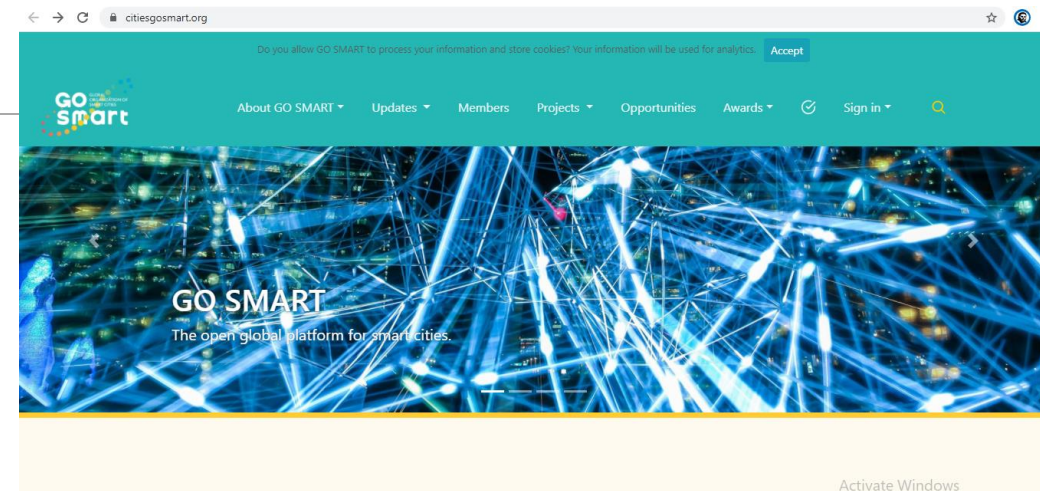 citiesgosmart.org
Do you allow GO SMART to process your information and store cookies? Your information will be used for analytics. Accept
GO
smart
About GO SMART Updates Members Projects Opportunities Awards Sign in
GO SMART
The open global platform for smart cities.
Activate Windows